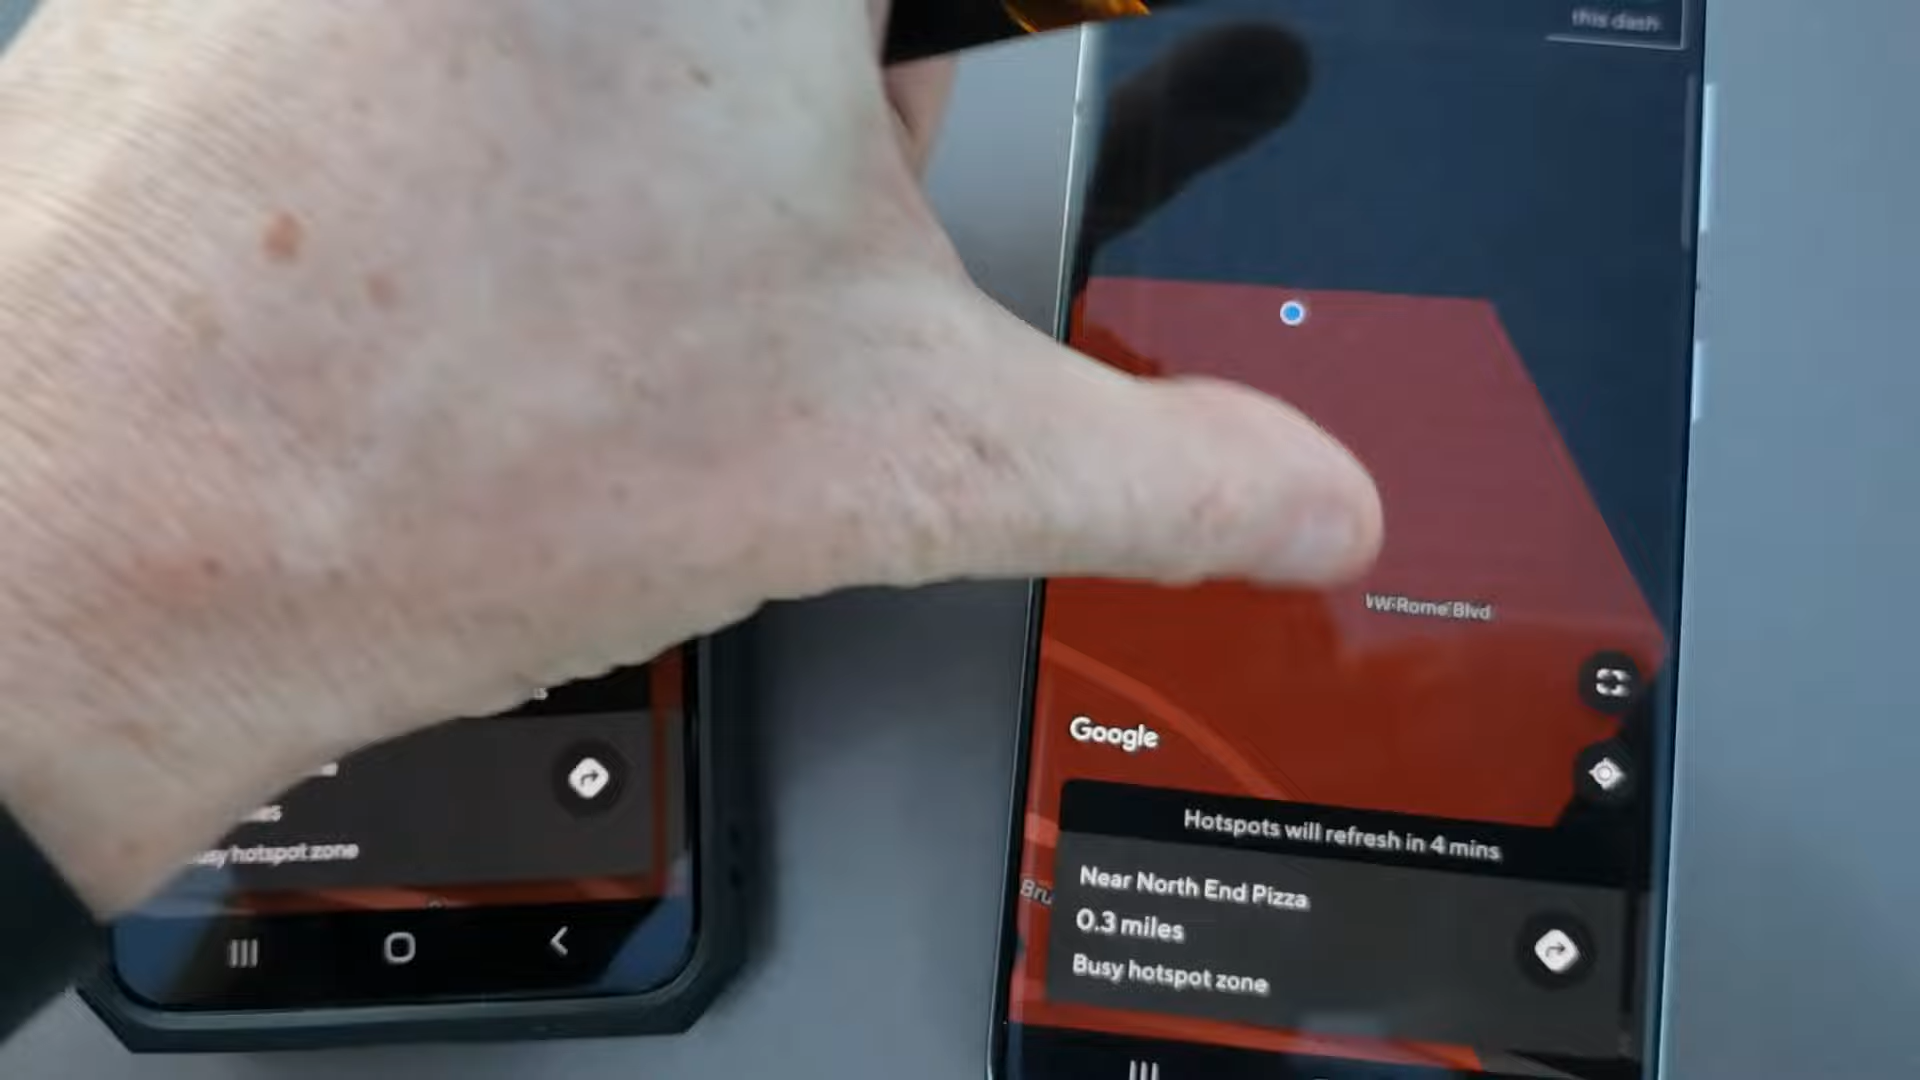 this dash
W Rome Blvd
Google
Hotspots will refresh in 4 mins
Near North End Pizza
0.3 miles
Busy hotspot zone
Bru
hotspot zone